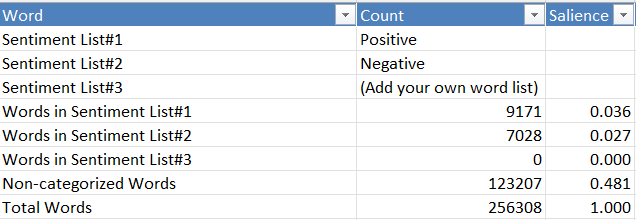 Word Count Salience
Sentiment List#1 Positive
Sentiment List#2 Negative
Sentiment List#3 (Add your own word list)
Words in Sentiment List#1 9171 0.036
Words in Sentiment List#2 7028 0.027
Words in Sentiment List#3 0 0.000
Non-categorized Words 123207 0.481
Total Words 256308 1.000